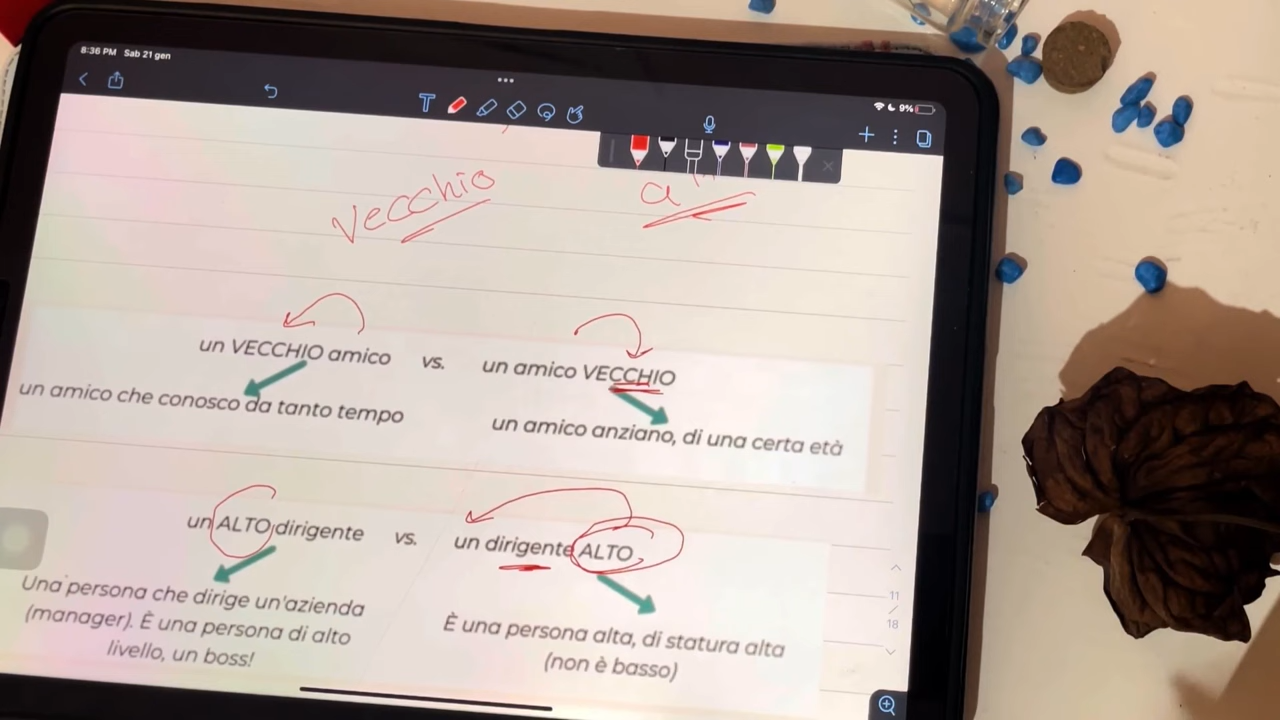 8:36 PM Sab 21 gen
9%
T
vecchio
un VECCHIO amico vs. un amico VECCHIO
un amico che conosco da tanto tempo
un amico anziano, di una certa età
un ALTO dirigente vs. un dirigente ALTO
Una persona che dirige un'azienda
(manager). È una persona di alto
livello, un boss!
È una persona alta, di statura alta
(non è basso)
11
/
18